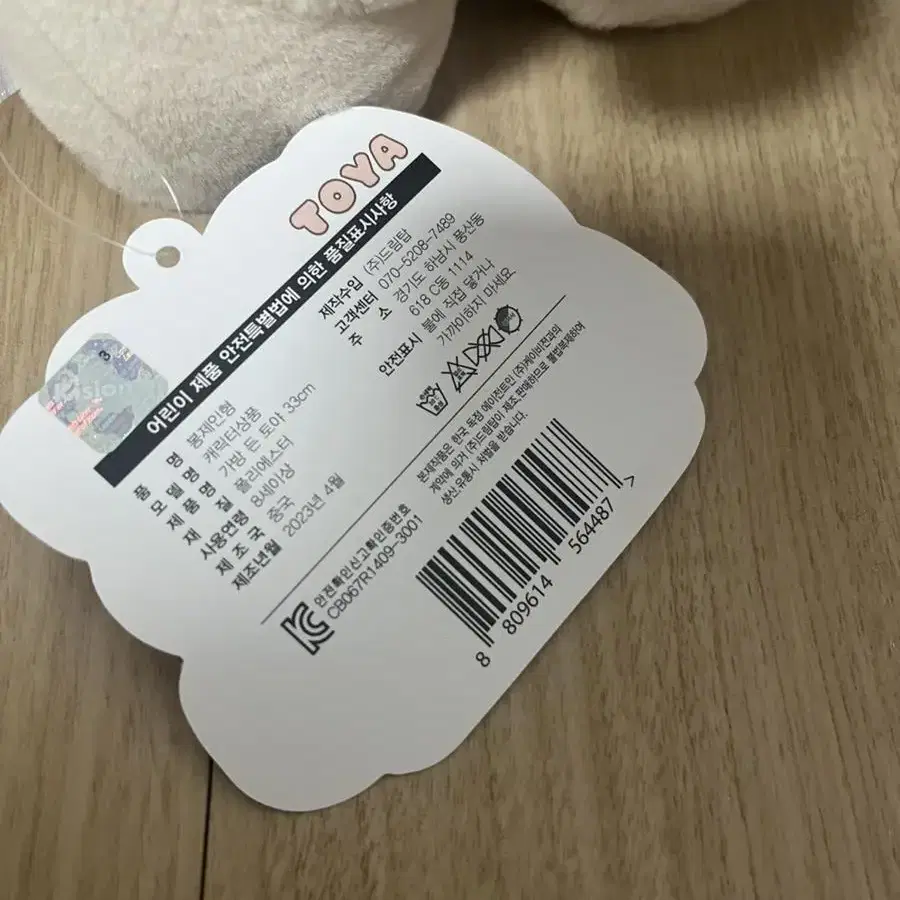 TOYA
어린이 제품 안전특별법에 의한 품질표시사항
품 명 봉제인형
모 델 명 캐릭터상품
제 품 명 가방 든 토야 33cm
재 질 폴리에스터
사용연령 8세이상
제 조 국 중국
제조년월 2023년 4월
제작수입 (주)드림탑
고객센터 070-5208-7489
주 소 경기도 하남시 풍산동
618 C동 1114
안전표시 불에 직접 닿거나
가까이하지 마세요.
안전확인신고확인증번호
CB067R1409-3001
본제작품은 한국 독점 에이전트인 (주)케이비전과의
계약에 의거 (주)드림탑이 제조 판매하므로 불법복제하여
생산,유통시 처벌을 받습니다.
8 809614 564487 >